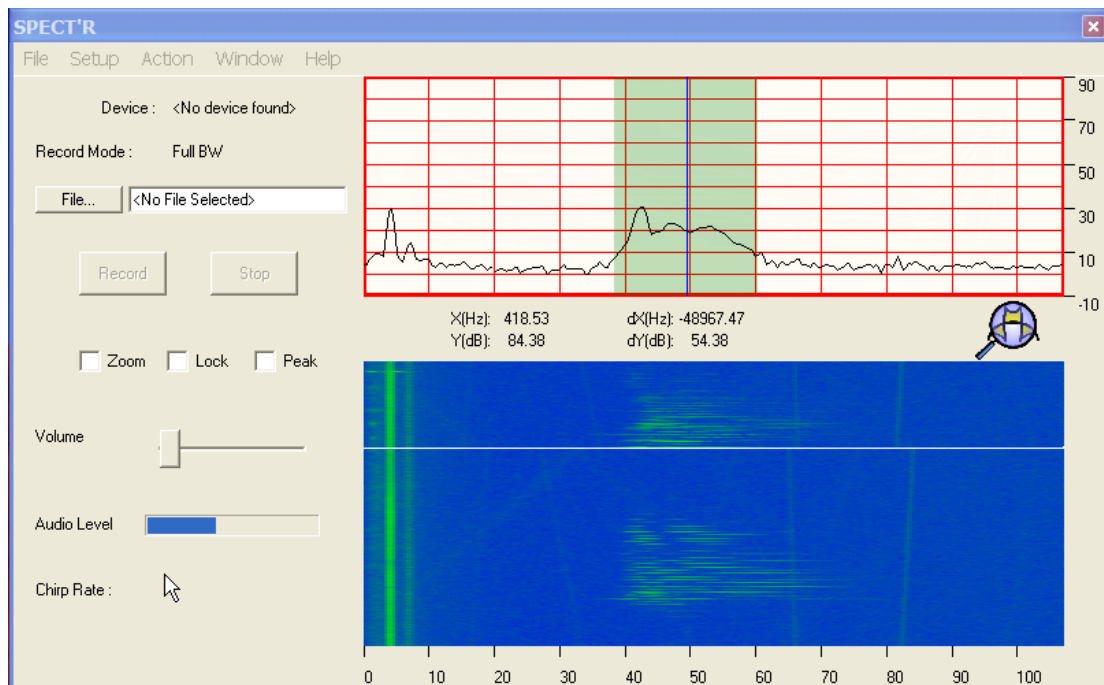 SPECT'R
File Setup Action Window Help
Device : <No device found>
Record Mode : Full BW
File... <No File Selected>
Record Stop
Zoom Lock Peak
Volume
Audio Level
Chirp Rate :
90
70
50
30
10
-10
X(Hz): 418.53 dX(Hz): -48967.47
Y(dB): 84.38 dY(dB): 54.38
0 10 20 30 40 50 60 70 80 90 100